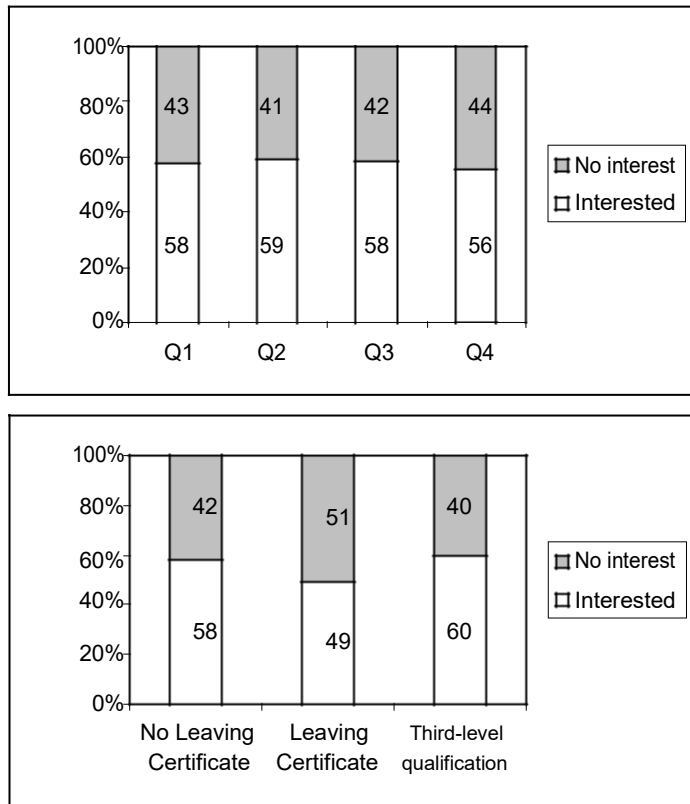 100%
80%
60%
40%
20%
0%
43 41 42 44
58 59 58 56
Q1 Q2 Q3 Q4
No interest
Interested
100%
80%
60%
40%
20%
0%
42 51 40
58 49 60
No Leaving Leaving Third-level
Certificate Certificate qualification
No interest
Interested